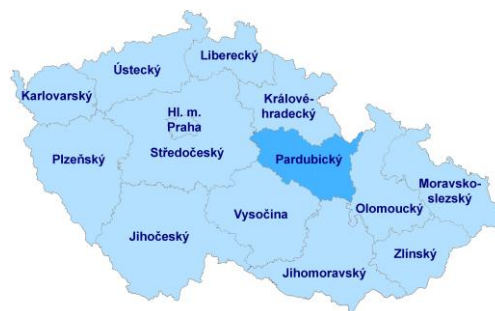 Liberecký
Ústecký
Karlovarský
Králové-
hradecký
Hl. m.
Praha
Plzeňský
Středočeský
Pardubický
Moravsko-
slezský
Vysočina
Olomoucký
Jihočeský
Zlínský
Jihomoravský